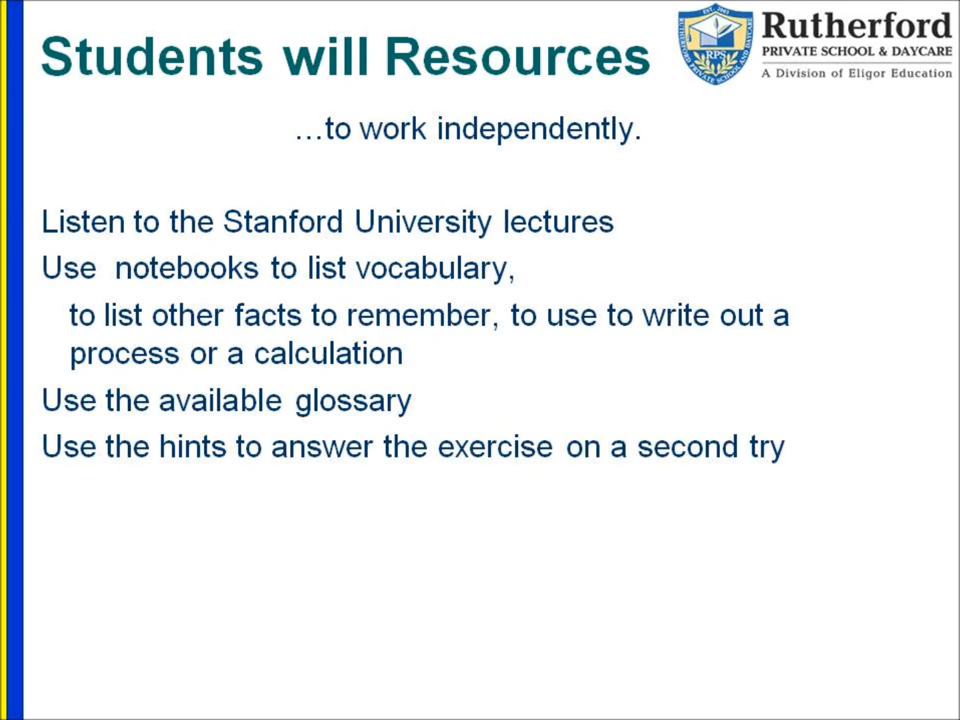 Students will Resources
Rutherford
PRIVATE SCHOOL & DAYCARE
A Division of Eligor Education
RPS
…to work independently.
Listen to the Stanford University lectures
Use notebooks to list vocabulary,
to list other facts to remember, to use to write out a
process or a calculation
Use the available glossary
Use the hints to answer the exercise on a second try